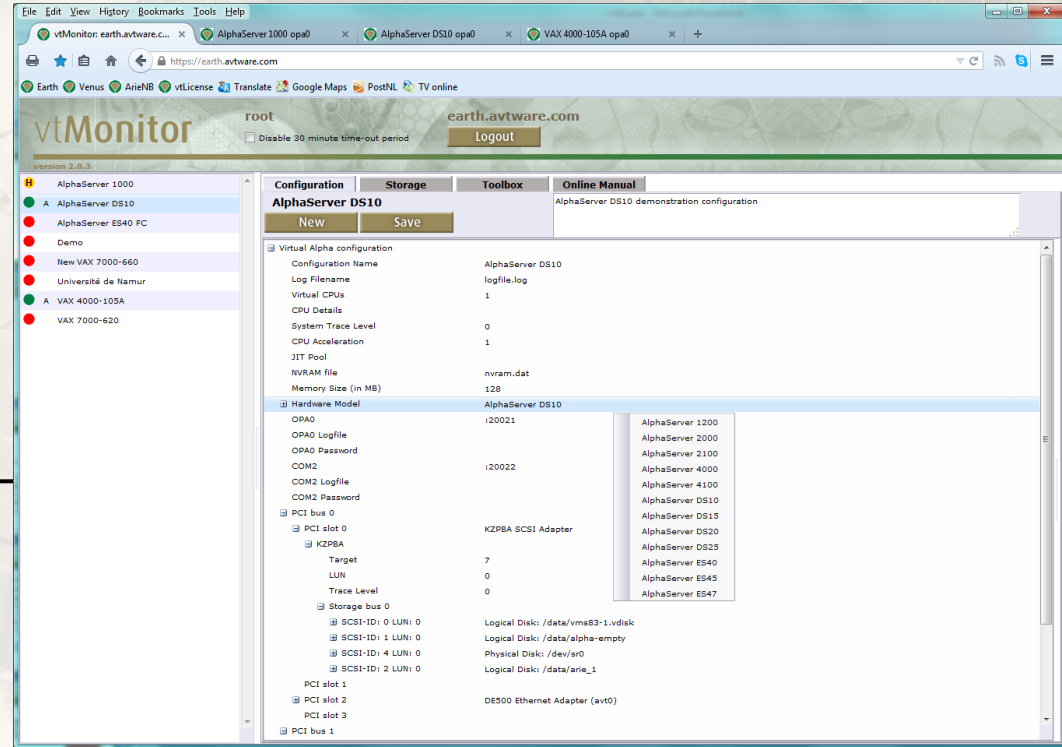 File Edit View History Bookmarks Tools Help
vtMonitor: earth.avtware.c... × AlphaServer 1000 opa0 × AlphaServer DS10 opa0 × VAX 4000-105A opa0 × +
https://earth.avtware.com
Earth Venus ArieNB vtLicense Translate Google Maps PostNL TV online
vtMonitor
version 2.8.3
root
Disable 30 minute time-out period
earth.avtware.com
Logout
H AlphaServer 1000
A AlphaServer DS10
AlphaServer ES40 FC
Demo
New VAX 7000-660
Université de Namur
A VAX 4000-105A
VAX 7000-620
Configuration Storage Toolbox Online Manual
AlphaServer DS10
New Save
AlphaServer DS10 demonstration configuration
Virtual Alpha configuration
Configuration Name AlphaServer DS10
Log Filename logfile.log
Virtual CPUs 1
CPU Details
System Trace Level 0
CPU Acceleration 1
JIT Pool
NVRAM file nvram.dat
Memory Size (in MB) 128
Hardware Model AlphaServer DS10
OPA0 :20021
OPA0 Logfile
OPA0 Password
COM2 :20022
COM2 Logfile
COM2 Password
PCI bus 0
PCI slot 0 KZPBA SCSI Adapter
KZPBA
Target 7
LUN 0
Trace Level 0
Storage bus 0
SCSI-ID: 0 LUN: 0 Logical Disk: /data/vms83-1.vdisk
SCSI-ID: 1 LUN: 0 Logical Disk: /data/alpha-empty
SCSI-ID: 4 LUN: 0 Physical Disk: /dev/sr0
SCSI-ID: 2 LUN: 0 Logical Disk: /data/arie_1
PCI slot 1
PCI slot 2 DE500 Ethernet Adapter (avt0)
PCI slot 3
PCI bus 1
AlphaServer 1200
AlphaServer 2000
AlphaServer 2100
AlphaServer 4000
AlphaServer 4100
AlphaServer DS10
AlphaServer DS15
AlphaServer DS20
AlphaServer DS25
AlphaServer ES40
AlphaServer ES45
AlphaServer ES47